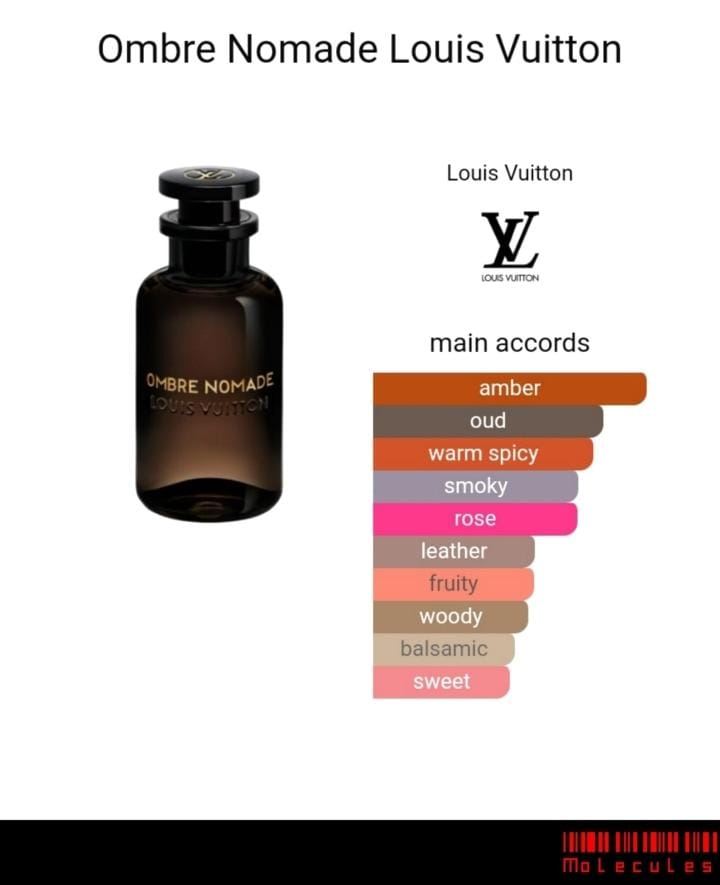 Ombre Nomade Louis Vuitton
Louis Vuitton
LV
LOUIS VUITTON
OMBRE NOMADE
LOUIS VUITTON
main accords
amber
oud
warm spicy
smoky
rose
leather
fruity
woody
balsamic
sweet
Molecules